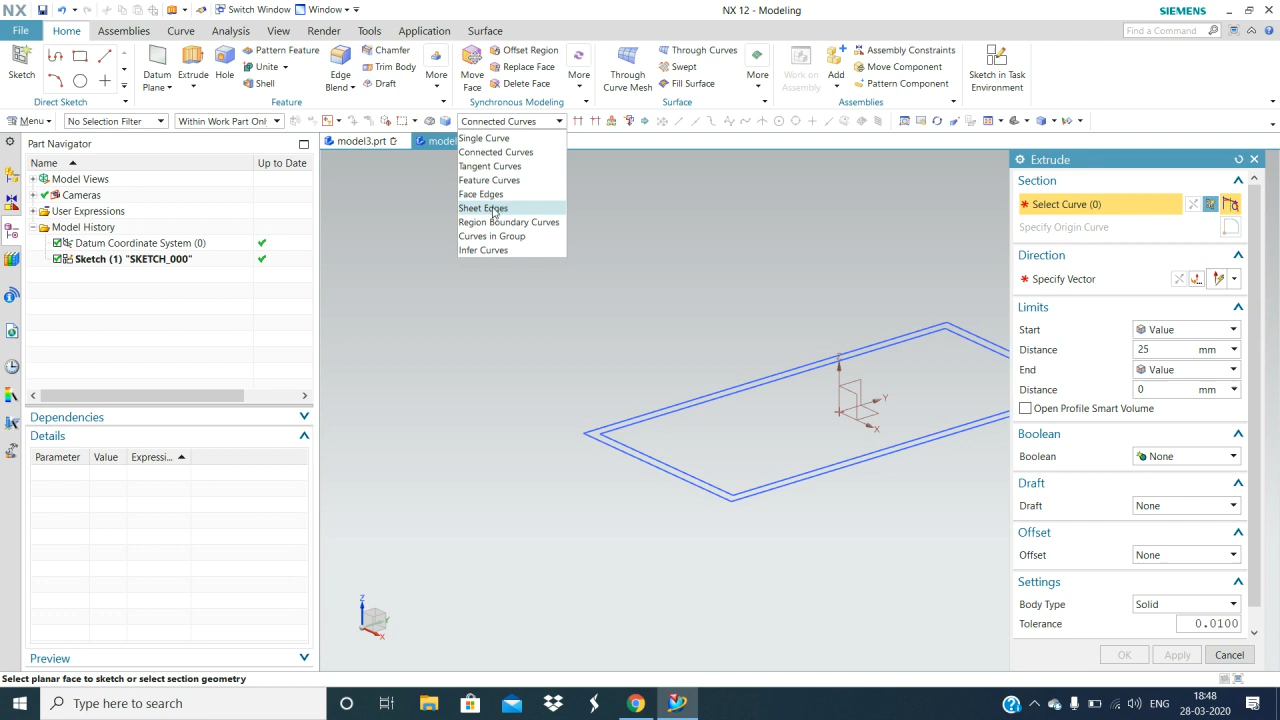 NX
Switch Window
Window
NX 12 - Modeling
SIEMENS
File
Home
Assemblies
Curve
Analysis
View
Render
Tools
Application
Surface
Find a Command
Sketch
Direct Sketch
Datum Plane
Extrude
Hole
Pattern Feature
Unite
Shell
Edge Blend
Chamfer
Trim Body
Draft
More
Feature
Move Face
Offset Region
Replace Face
Delete Face
More
Synchronous Modeling
Through Curve Mesh
Through Curves
Swept
Fill Surface
More
Surface
Work on Assembly
Add
Assembly Constraints
Move Component
Pattern Component
Assemblies
Sketch in Task Environment
Menu
No Selection Filter
Within Work Part Onl
Connected Curves
Single Curve
Connected Curves
Tangent Curves
Feature Curves
Face Edges
Sheet Edges
Region Boundary Curves
Curves in Group
Infer Curves
Part Navigator
Name
Up to Date
Model Views
Cameras
User Expressions
Model History
Datum Coordinate System (0)
Sketch (1) "SKETCH_000"
Dependencies
Details
Parameter
Value
Expressi...
Preview
model3.prt
model
Z
Y
X
Z
Y
X
Extrude
Section
* Select Curve (0)
Specify Origin Curve
Direction
* Specify Vector
Limits
Start
Value
Distance
25 mm
End
Value
Distance
0 mm
Open Profile Smart Volume
Boolean
Boolean
None
Draft
Draft
None
Offset
Offset
None
Settings
Body Type
Solid
Tolerance
0.0100
OK
Apply
Cancel
Select planar face to sketch or select section geometry
Type here to search
ENG
18:48
28-03-2020